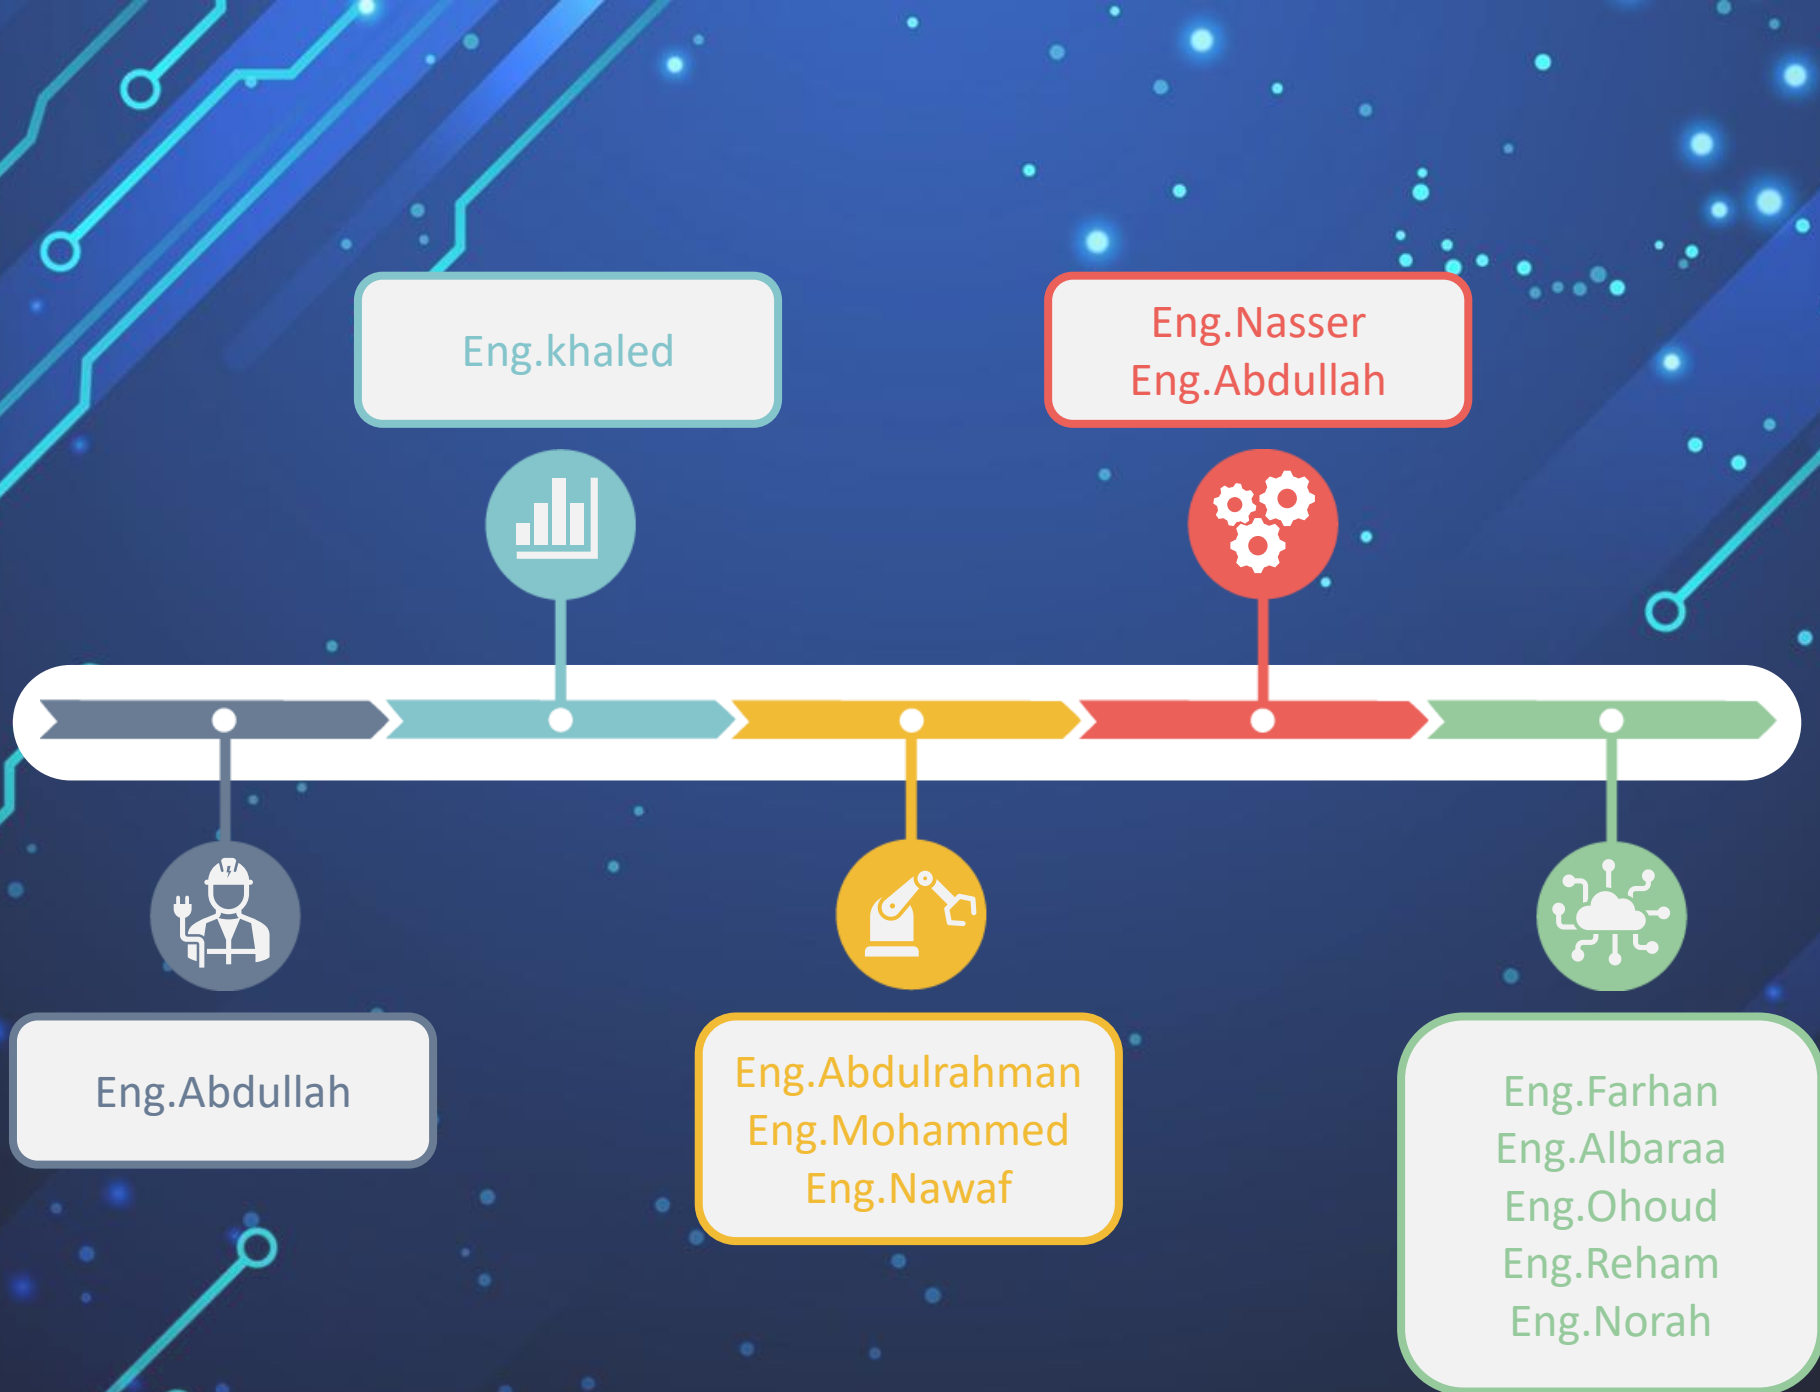 Eng.khaled
Eng.Nasser
Eng.Abdullah
Eng.Abdullah
Eng.Abdulrahman
Eng.Mohammed
Eng.Nawaf
Eng.Farhan
Eng.Albaraa
Eng.Ohoud
Eng.Reham
Eng.Norah